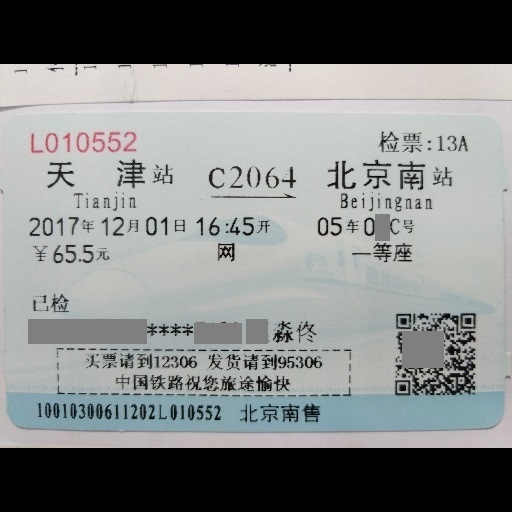 L010552 检票:13A
天 津站 C2064 北京南站
Tianjin Beijingnan
2017年12月01日16:45开 05车0 C号
¥65.5元 网 一等座
已检
**** 淼佟
买票请到12306 发货请到95306
中国铁路祝您旅途愉快
10010300611202L010552 北京南售